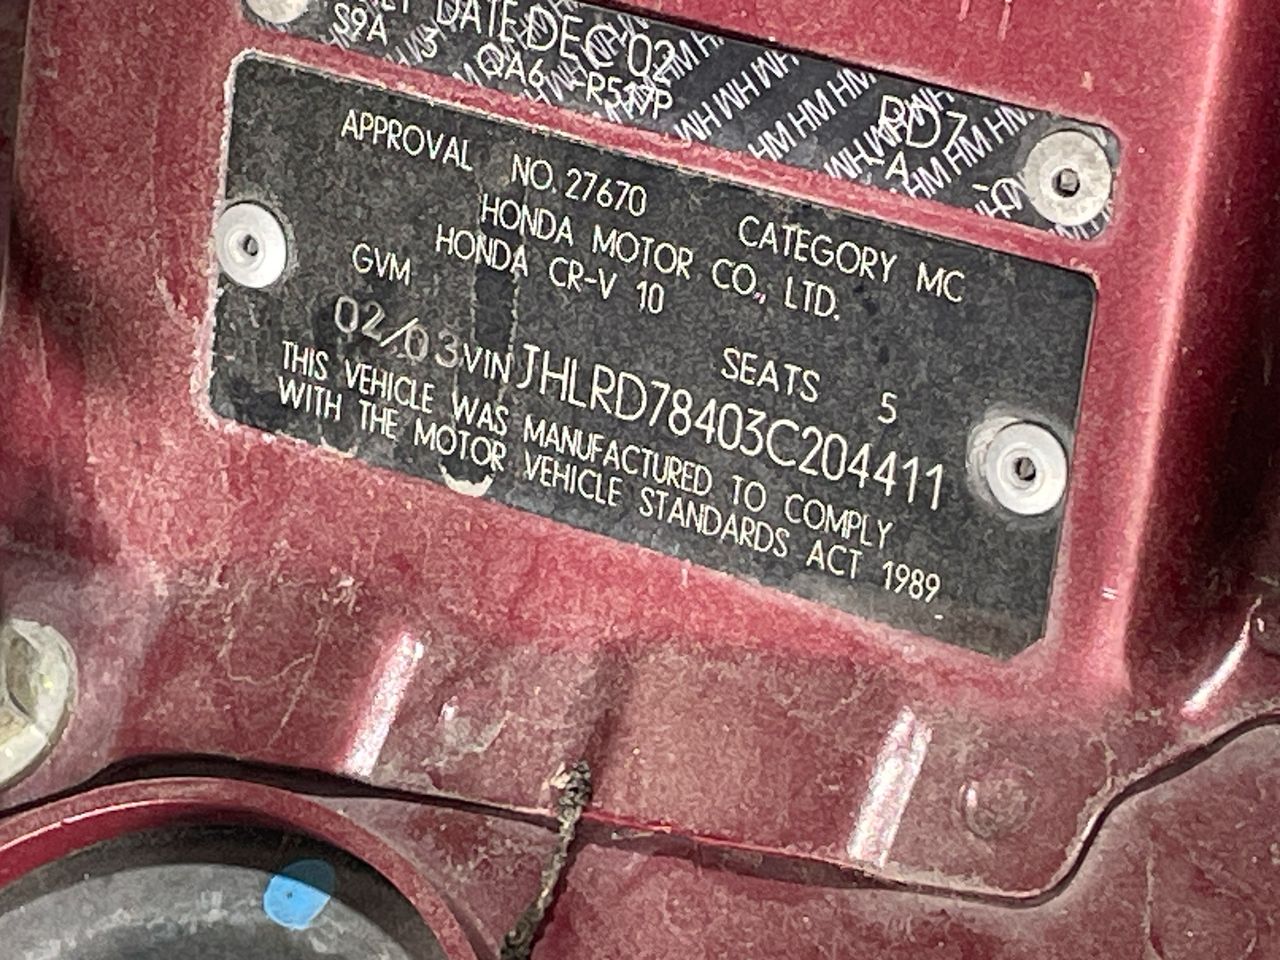 DATE DEC 02
S9A 3 QA6 -R517P
RD7
A
APPROVAL NO. 27670 CATEGORY MC
HONDA MOTOR CO., LTD.
HONDA CR-V 10
GVM SEATS 5
02/03 VIN JHLRD78403C204411
THIS VEHICLE WAS MANUFACTURED TO COMPLY
WITH THE MOTOR VEHICLE STANDARDS ACT 1989